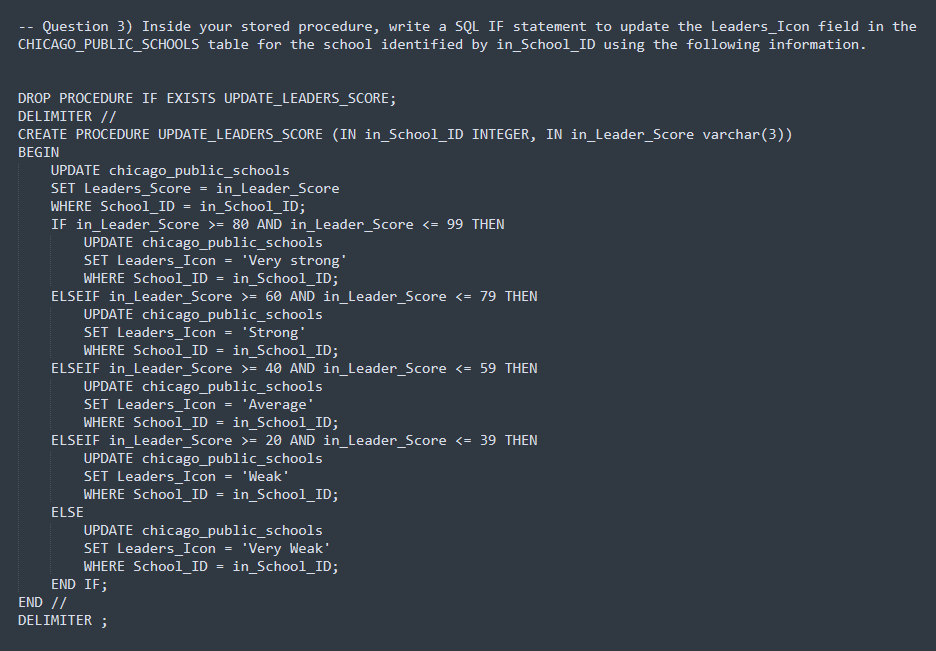 -- Question 3) Inside your stored procedure, write a SQL IF statement to update the Leaders_Icon field in the
CHICAGO_PUBLIC_SCHOOLS table for the school identified by in_School_ID using the following information.
DROP PROCEDURE IF EXISTS UPDATE_LEADERS_SCORE;
DELIMITER //
CREATE PROCEDURE UPDATE_LEADERS_SCORE (IN in_School_ID INTEGER, IN in_Leader_Score varchar(3))
BEGIN
    UPDATE chicago_public_schools
    SET Leaders_Score = in_Leader_Score
    WHERE School_ID = in_School_ID;
    IF in_Leader_Score >= 80 AND in_Leader_Score <= 99 THEN
        UPDATE chicago_public_schools
        SET Leaders_Icon = 'Very strong'
        WHERE School_ID = in_School_ID;
    ELSEIF in_Leader_Score >= 60 AND in_Leader_Score <= 79 THEN
        UPDATE chicago_public_schools
        SET Leaders_Icon = 'Strong'
        WHERE School_ID = in_School_ID;
    ELSEIF in_Leader_Score >= 40 AND in_Leader_Score <= 59 THEN
        UPDATE chicago_public_schools
        SET Leaders_Icon = 'Average'
        WHERE School_ID = in_School_ID;
    ELSEIF in_Leader_Score >= 20 AND in_Leader_Score <= 39 THEN
        UPDATE chicago_public_schools
        SET Leaders_Icon = 'Weak'
        WHERE School_ID = in_School_ID;
    ELSE
        UPDATE chicago_public_schools
        SET Leaders_Icon = 'Very Weak'
        WHERE School_ID = in_School_ID;
    END IF;
END //
DELIMITER ;